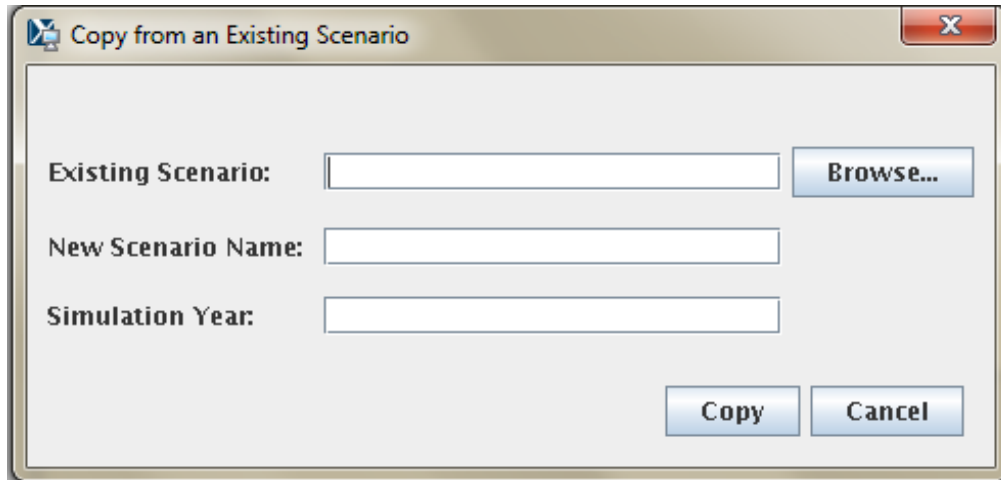 Copy from an Existing Scenario
Existing Scenario: Browse...
New Scenario Name:
Simulation Year:
Copy Cancel